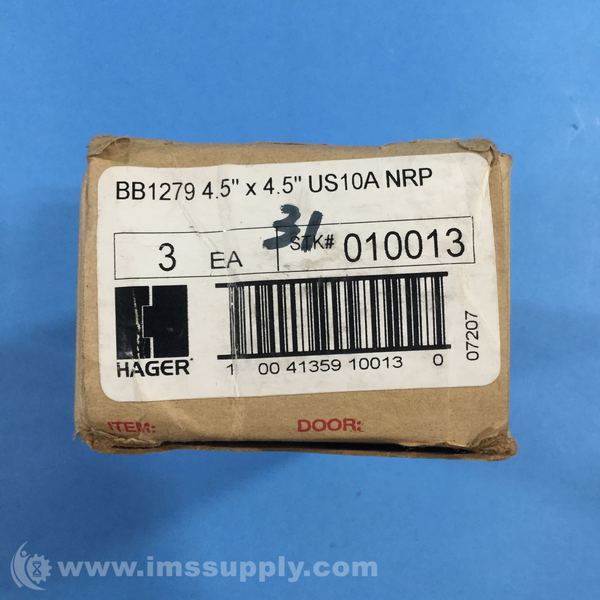 BB1279 4.5" x 4.5" US10A NRP
31
3 EA STK# 010013
HAGER
1 00 41359 10013 0
07207
ITEM: DOOR:
www.imssupply.com